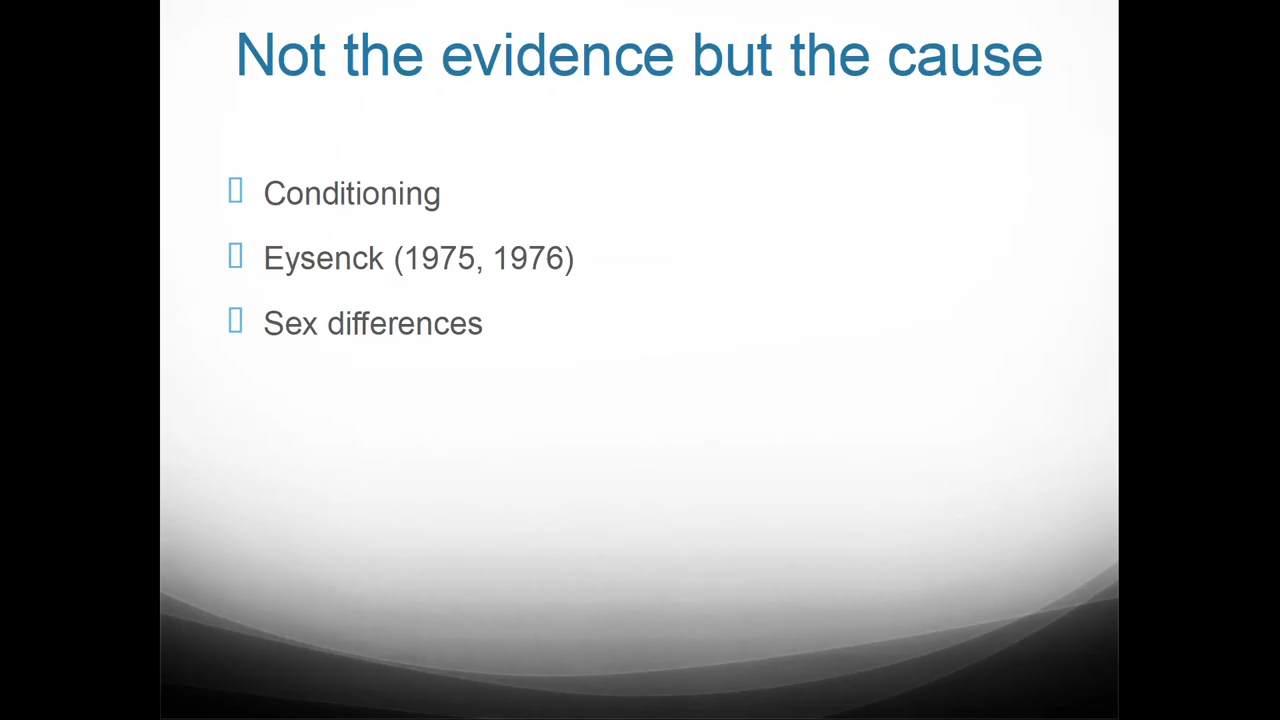 Not the evidence but the cause
Conditioning
Eysenck (1975, 1976)
Sex differences